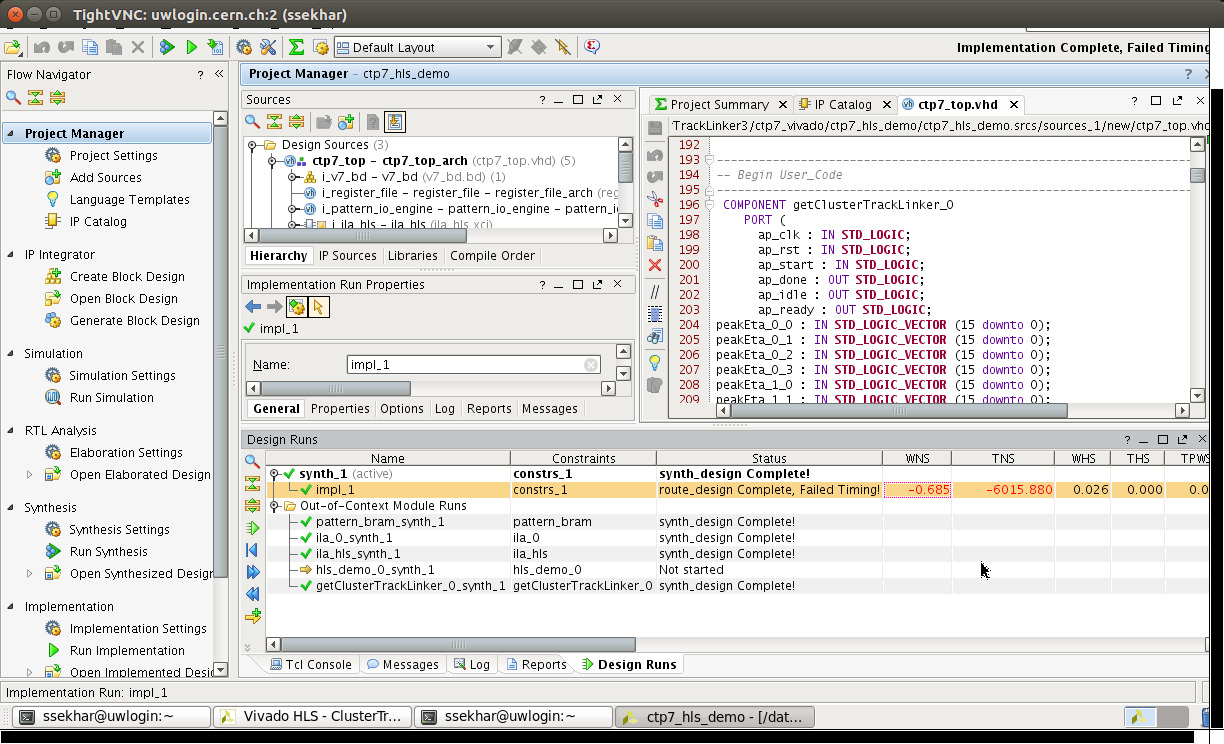 TightVNC: uwlogin.cern.ch:2 (ssekhar)
Default Layout
Implementation Complete, Failed Timing
Flow Navigator
? «
Project Manager
Project Settings
Add Sources
Language Templates
IP Catalog
IP Integrator
Create Block Design
Open Block Design
Generate Block Design
Simulation
Simulation Settings
Run Simulation
RTL Analysis
Elaboration Settings
Open Elaborated Design
Synthesis
Synthesis Settings
Run Synthesis
Open Synthesized Desigr
Implementation
Implementation Settings
Run Implementation
Open Implemented Desi
Project Manager - ctp7_hls_demo
?
Sources
?
Design Sources (3)
ctp7_top - ctp7_top_arch (ctp7_top.vhd) (5)
i_v7_bd - v7_bd (v7_bd.bd) (1)
i_register_file - register_file - register_file_arch (reg
i_pattern_io_engine - pattern_io_engine - pattern_io
i_ila_hls - ila_hls (ila_hls.xci)
Hierarchy IP Sources Libraries Compile Order
Implementation Run Properties
?
impl_1
Name: impl_1
General Properties Options Log Reports Messages
Project Summary IP Catalog ctp7_top.vhd
?
TrackLinker3/ctp7_vivado/ctp7_hls_demo/ctp7_hls_demo.srcs/sources_1/new/ctp7_top.vhd
192
193 --------------------------------------------------
194 -- Begin User_Code
195 --------------------------------------------------
196 COMPONENT getClusterTrackLinker_0
197 PORT (
198 ap_clk : IN STD_LOGIC;
199 ap_rst : IN STD_LOGIC;
200 ap_start : IN STD_LOGIC;
201 ap_done : OUT STD_LOGIC;
202 ap_idle : OUT STD_LOGIC;
203 ap_ready : OUT STD_LOGIC;
204 peakEta_0_0 : IN STD_LOGIC_VECTOR (15 downto 0);
205 peakEta_0_1 : IN STD_LOGIC_VECTOR (15 downto 0);
206 peakEta_0_2 : IN STD_LOGIC_VECTOR (15 downto 0);
207 peakEta_0_3 : IN STD_LOGIC_VECTOR (15 downto 0);
208 peakEta_1_0 : IN STD_LOGIC_VECTOR (15 downto 0);
209 peakEta_1_1 : IN STD_LOGIC_VECTOR (15 downto 0);
Design Runs
?
Name Constraints Status WNS TNS WHS THS TPWS
synth_1 (active) constrs_1 synth_design Complete!
impl_1 constrs_1 route_design Complete, Failed Timing! -0.685 -6015.880 0.026 0.000 0.0
Out-of-Context Module Runs
pattern_bram_synth_1 pattern_bram synth_design Complete!
ila_0_synth_1 ila_0 synth_design Complete!
ila_hls_synth_1 ila_hls synth_design Complete!
hls_demo_0_synth_1 hls_demo_0 Not started
getClusterTrackLinker_0_synth_1 getClusterTrackLinker_0 synth_design Complete!
Tcl Console Messages Log Reports Design Runs
Implementation Run: impl_1
ssekhar@uwlogin:~ Vivado HLS - ClusterTr... ssekhar@uwlogin:~ ctp7_hls_demo - [/dat...